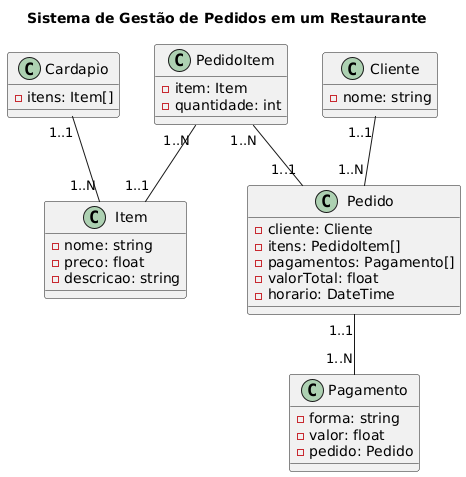 Sistema de Gestão de Pedidos em um Restaurante
C Cardapio
itens: Item[]
C PedidoItem
item: Item
quantidade: int
C Cliente
nome: string
1..1
1..N
1..N
1..1
1..N
1..1
1..1
1..N
C Item
nome: string
preco: float
descricao: string
C Pedido
cliente: Cliente
itens: PedidoItem[]
pagamentos: Pagamento[]
valorTotal: float
horario: DateTime
1..1
1..N
C Pagamento
forma: string
valor: float
pedido: Pedido